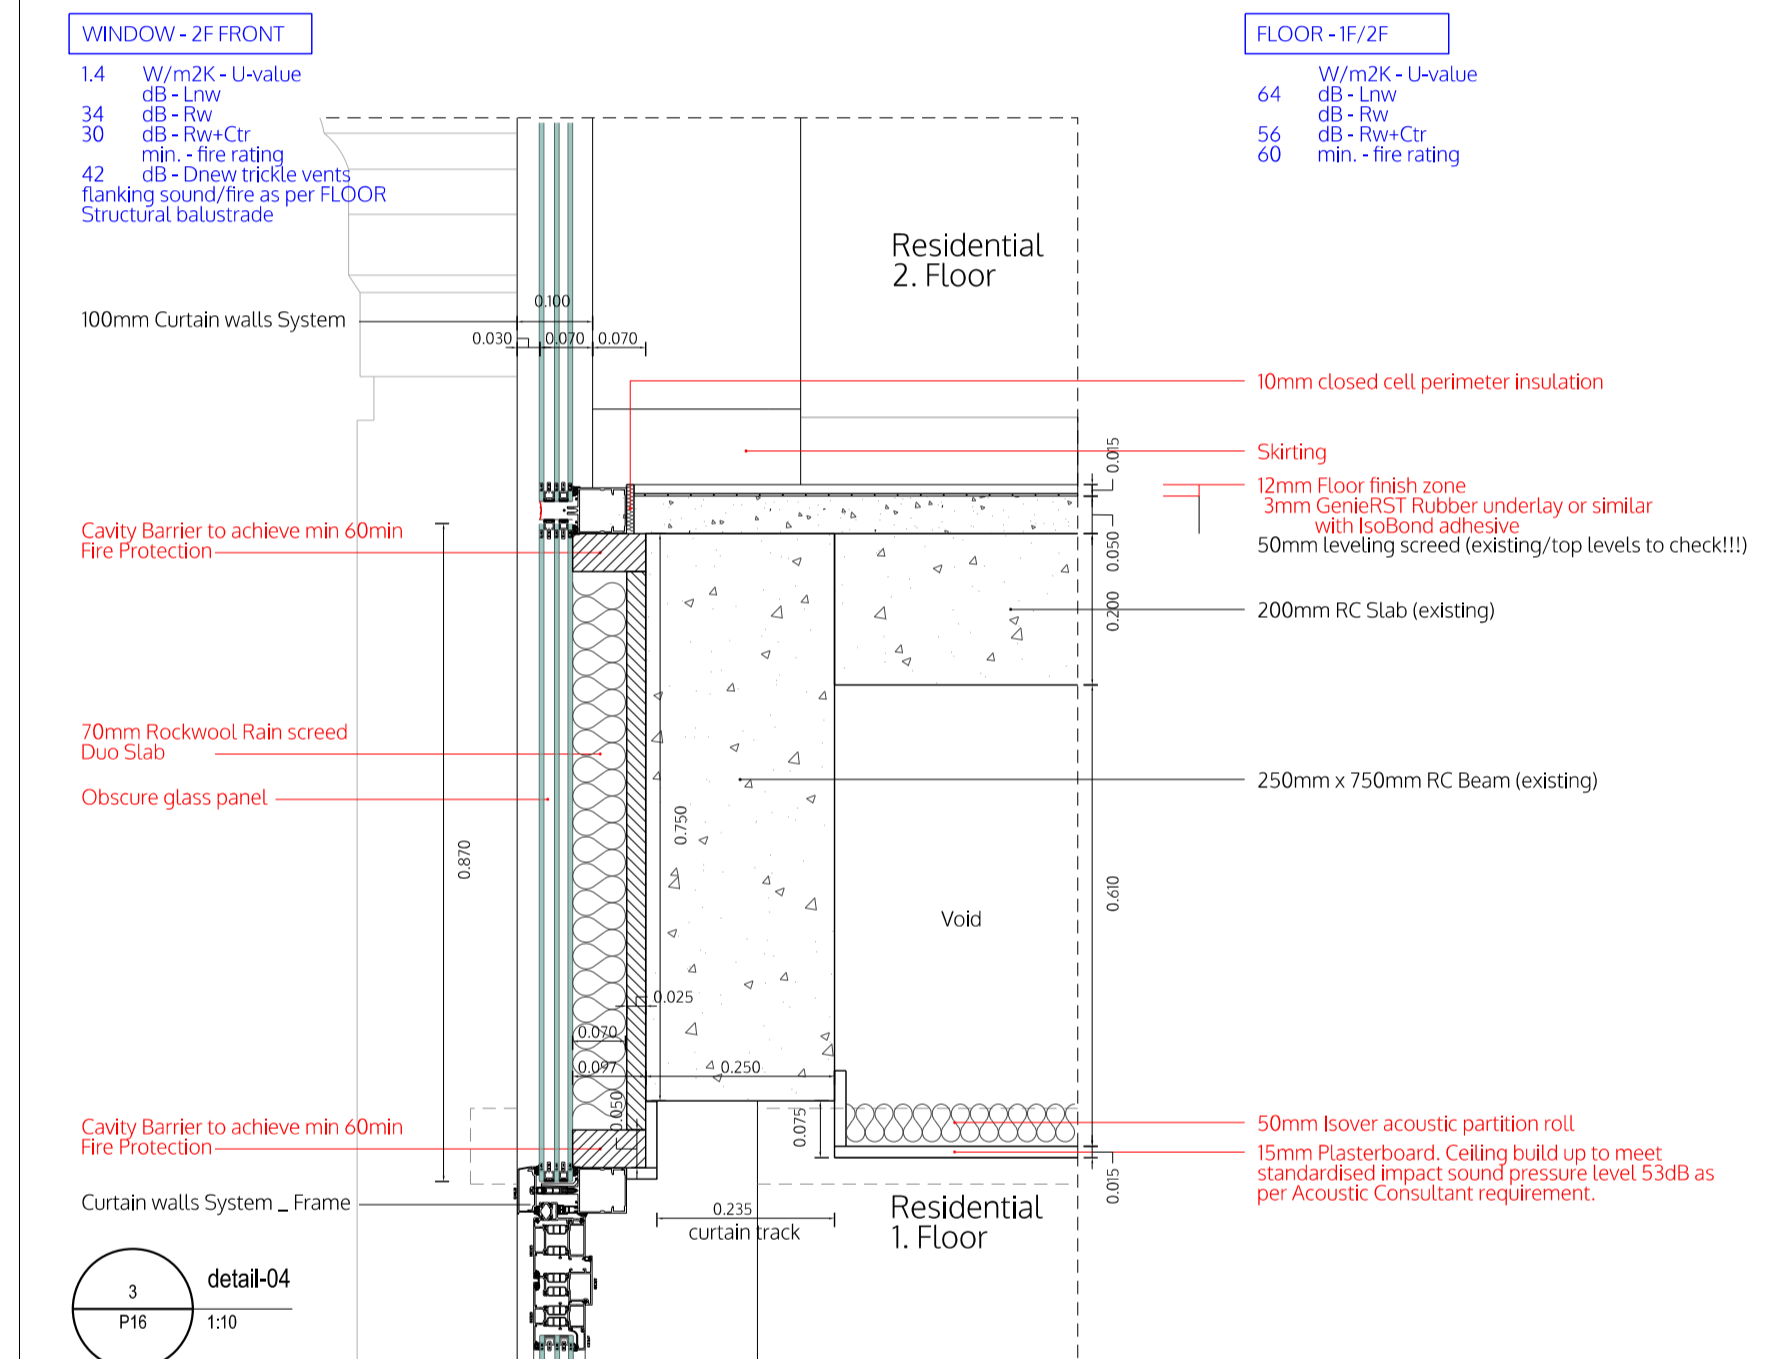 WINDOW - 2F FRONT
1.4 W/m2K - U-value
dB - Lnw
34 dB - Rw
30 dB - Rw+Ctr
min. - fire rating
42 dB - Dnew trickle vents
flanking sound/fire as per FLOOR
Structural balustrade
FLOOR - 1F/2F
W/m2K - U-value
64 dB - Lnw
dB - Rw
56 dB - Rw+Ctr
60 min. - fire rating
Residential
2. Floor
0.100
100mm Curtain walls System
0.030 0.070 0.070
10mm closed cell perimeter insulation
0.015
Skirting
12mm Floor finish zone
3mm GenieRST Rubber underlay or similar
with IsoBond adhesive
50mm leveling screed (existing/top levels to check!!!)
0.050
Cavity Barrier to achieve min 60min
Fire Protection
0.200
200mm RC Slab (existing)
70mm Rockwool Rain screed
Duo Slab
250mm x 750mm RC Beam (existing)
Obscure glass panel
0.750
0.870
0.610
Void
0.025
0.070
0.097
0.250
0.050
0.075
Cavity Barrier to achieve min 60min
Fire Protection
50mm Isover acoustic partition roll
15mm Plasterboard. Ceiling build up to meet
standardised impact sound pressure level 53dB as
per Acoustic Consultant requirement.
0.015
Curtain walls System _ Frame
0.235
curtain track
Residential
1. Floor
3
P16
detail-04
1:10